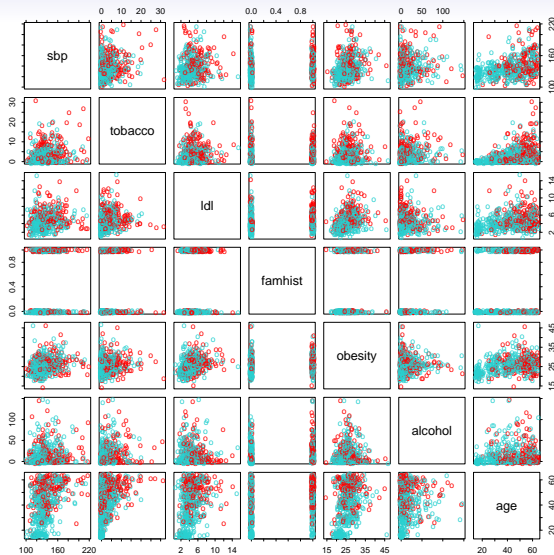 0 10 20 30
0.0 0.4 0.8
0 50 100
sbp
100 160 220
0 10 20 30
tobacco
ldl
2 6 10 14
0.0 0.4 0.8
famhist
obesity
15 25 35 45
0 50 100
alcohol
age
20 40 60
100 160 220
2 4 6 8 10 14
15 25 35 45
20 40 60